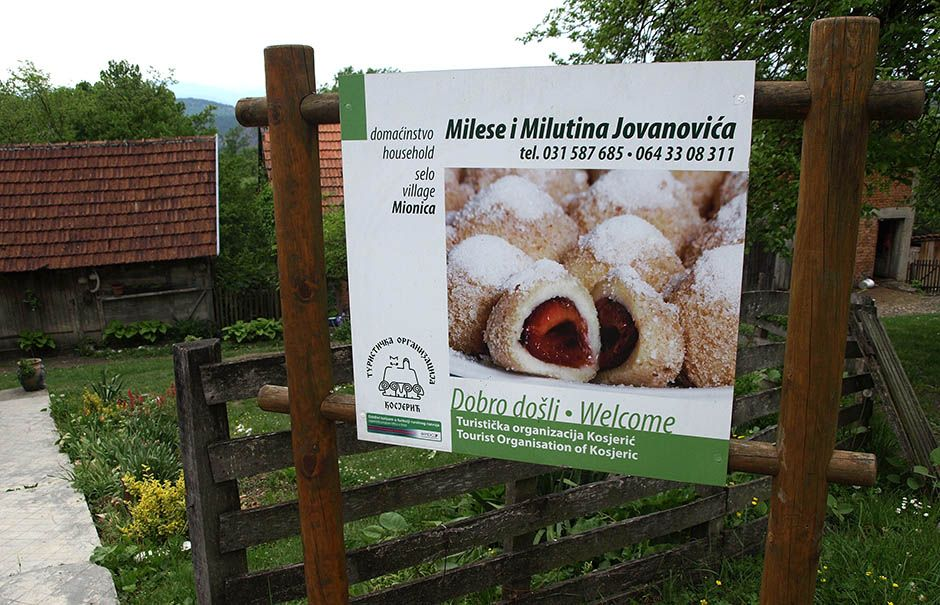 domaćinstvo
household
selo
village
Mionica
Milese i Milutina Jovanovića
tel. 031 587 685 • 064 33 08 311
ТУРИСТИЧКА ОРГАНИЗАЦИЈА
КОСЈЕРИЋ
Dobro došli • Welcome
Turistička organizacija Kosjerić
Tourist Organisation of Kosjeric